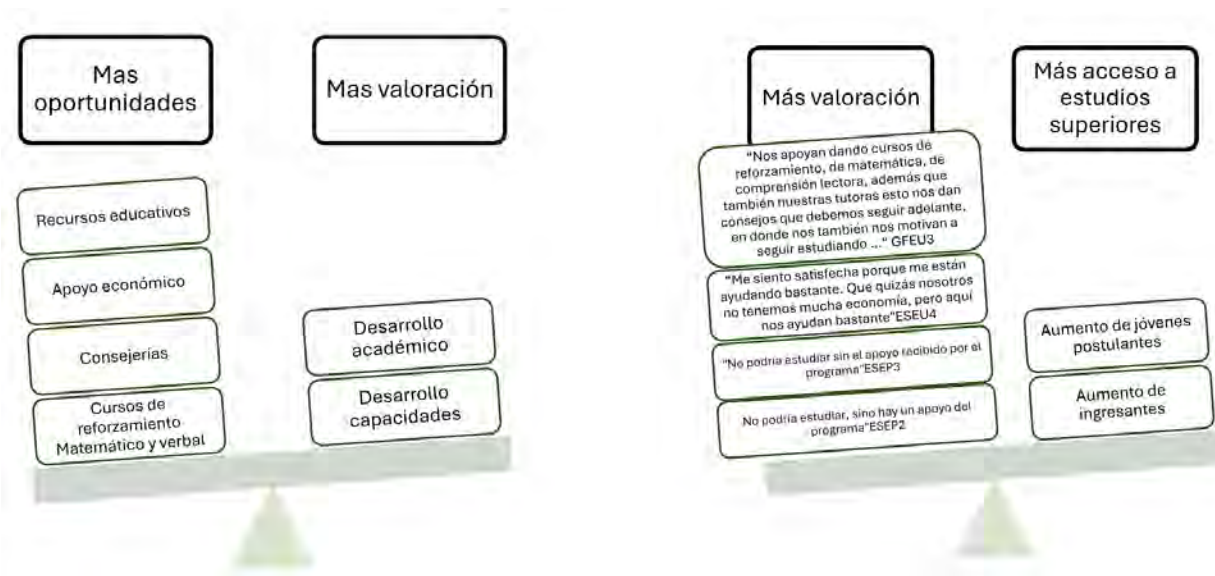 Mas
oportunidades
Recursos educativos
Apoyo económico
Consejerías
Cursos de
reforzamiento
Matemático y verbal
Mas valoración
Desarrollo
académico
Desarrollo
capacidades
Más valoración
"Nos apoyan dando cursos de
reforzamiento, de matemática, de
comprensión lectora, además que
también nuestras tutoras esto nos dan
consejos que debemos seguir adelante,
en donde nos también nos motivan a
seguir estudiando ..." GFEU3
"Me siento satisfecha porque me están
ayudando bastante. Que quizás nosotros
no tenemos mucha economía, pero aquí
nos ayudan bastante"ESEU4
"No podría estudiar sin el apoyo recibido por el
programa"ESEP3
No podría estudiar, sino hay un apoyo del
programa"ESEP2
Más acceso a
estudios
superiores
Aumento de jóvenes
postulantes
Aumento de
ingresantes